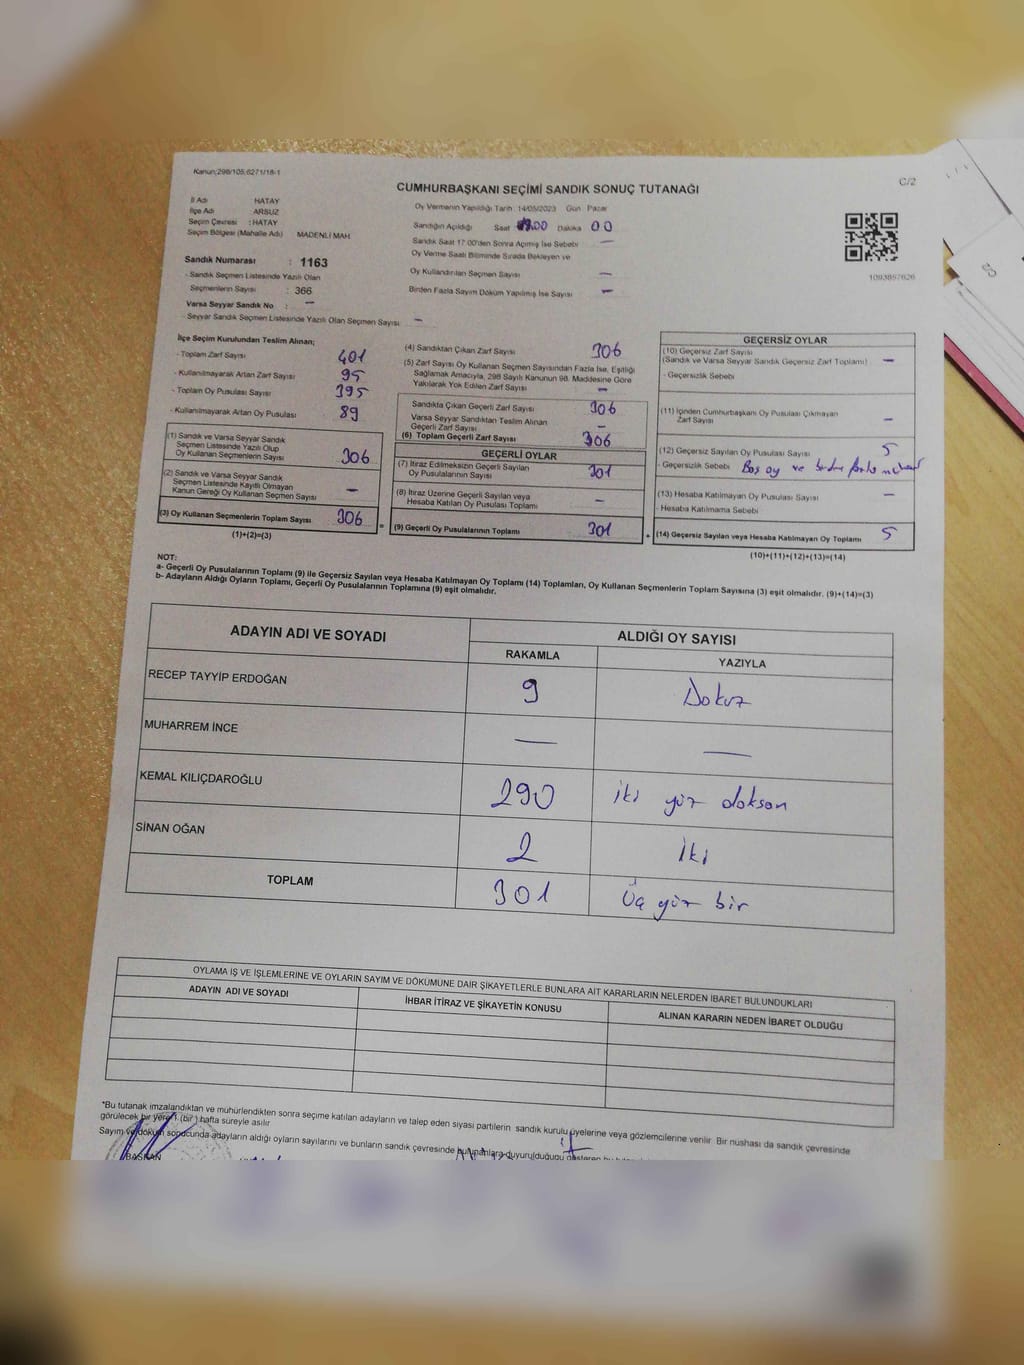 Kanun;298/105,6271/18-1
C/2
CUMHURBAŞKANI SEÇİMİ SANDIK SONUÇ TUTANAĞI
İl Adı HATAY
İlçe Adı ARSUZ
Seçim Çevresi : HATAY
Seçim Bölgesi (Mahalle Adı) MADENLİ MAH.
Sandık Numarası : 1163
- Sandık Seçmen Listesinde Yazılı Olan
Seçmenlerin Sayısı : 366
Varsa Seyyar Sandık No : —
- Seyyar Sandık Seçmen Listesinde Yazılı Olan Seçmen Sayısı: —
Oy Vermenin Yapıldığı Tarih: 14/05/2023 Gün Pazar
Sandığın Açıldığı Saat Dakika 00
Sandık Saat 17:00'den Sonra Açılmış İse Sebebi —
Oy Verme Saati Bitiminde Sırada Bekleyen ve
Oy Kullandırılan Seçmen Sayısı —
Birden Fazla Sayım Döküm Yapılmış İse Sayısı —
1093857626
İlçe Seçim Kurulundan Teslim Alınan;
- Toplam Zarf Sayısı 401
- Kullanılmayarak Artan Zarf Sayısı 95
- Toplam Oy Pusulası Sayısı 395
- Kullanılmayarak Artan Oy Pusulası 89
(1) Sandık ve Varsa Seyyar Sandık
Seçmen Listesinde Yazılı Olup
Oy Kullanan Seçmenlerin Sayısı 306
(2) Sandık ve Varsa Seyyar Sandık
Seçmen Listesinde Kayıtlı Olmayan
Kanun Gereği Oy Kullanan Seçmen Sayısı —
(3) Oy Kullanan Seçmenlerin Toplam Sayısı 306
(1)+(2)=(3)
(4) Sandıktan Çıkan Zarf Sayısı 306
(5) Zarf Sayısı Oy Kullanan Seçmen Sayısından Fazla İse, Eşitliği
Sağlamak Amacıyla, 298 Sayılı Kanunun 98. Maddesine Göre
Yakılarak Yok Edilen Zarf Sayısı —
Sandıkta Çıkan Geçerli Zarf Sayısı 306
Varsa Seyyar Sandıktan Teslim Alınan
Geçerli Zarf Sayısı —
(6) Toplam Geçerli Zarf Sayısı 306
GEÇERLİ OYLAR
(7) İtiraz Edilmeksizin Geçerli Sayılan
Oy Pusulalarının Sayısı 301
(8) İtiraz Üzerine Geçerli Sayılan veya
Hesaba Katılan Oy Pusulaları Toplamı —
= (9) Geçerli Oy Pusulalarının Toplamı 301
GEÇERSİZ OYLAR
(10) Geçersiz Zarf Sayısı
(Sandık ve Varsa Seyyar Sandık Geçersiz Zarf Toplamı) —
- Geçersizlik Sebebi
(11) İçinden Cumhurbaşkanı Oy Pusulası Çıkmayan
Zarf Sayısı —
(12) Geçersiz Sayılan Oy Pusulası Sayısı 5
- Geçersizlik Sebebi Boş oy ve birden fazla mühür
(13) Hesaba Katılmayan Oy Pusulası Sayısı —
- Hesaba Katılmama Sebebi
+ (14) Geçersiz Sayılan veya Hesaba Katılmayan Oy Toplamı 5
(10)+(11)+(12)+(13)=(14)
NOT:
a- Geçerli Oy Pusulalarının Toplamı (9) ile Geçersiz Sayılan veya Hesaba Katılmayan Oy Toplamı (14) Toplamları, Oy Kullanan Seçmenlerin Toplam Sayısına (3) eşit olmalıdır. (9)+(14)=(3)
b- Adayların Aldığı Oyların Toplamı, Geçerli Oy Pusulalarının Toplamına (9) eşit olmalıdır.
ADAYIN ADI VE SOYADI ALDIĞI OY SAYISI
RAKAMLA YAZIYLA
RECEP TAYYİP ERDOĞAN 9 Dokuz
MUHARREM İNCE — —
KEMAL KILIÇDAROĞLU 290 iki yüz doksan
SİNAN OĞAN 2 İki
TOPLAM 301 Üç yüz bir
OYLAMA İŞ VE İŞLEMLERİNE VE OYLARIN SAYIM VE DÖKÜMÜNE DAİR ŞİKAYETLERLE BUNLARA AİT KARARLARIN NELERDEN İBARET BULUNDUKLARI
ADAYIN ADI VE SOYADI İHBAR İTİRAZ VE ŞİKAYETİN KONUSU ALINAN KARARIN NEDEN İBARET OLDUĞU
*Bu tutanak imzalandıktan ve mühürlendikten sonra seçime katılan adayların ve talep eden siyasi partilerin sandık kurulu üyelerine veya gözlemcilerine verilir. Bir nüshası da sandık çevresinde
görülecek bir yere 1 (bir) hafta süreyle asılır
Sayım ve döküm sonucunda adayların aldığı oyların sayılarını ve bunların sandık çevresinde bulunanlara duyurulduğunu gösteren bu
BAŞKAN